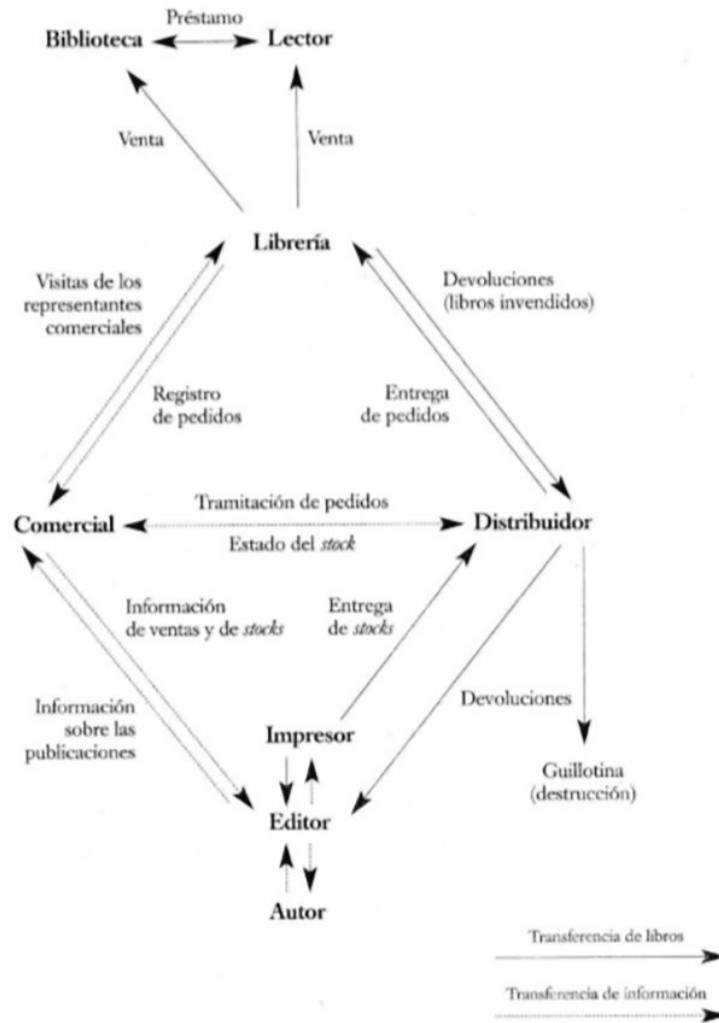 Préstamo
Biblioteca
Lector
Venta
Venta
Librería
Visitas de los
representantes
comerciales
Devoluciones
(libros invendidos)
Registro
de pedidos
Entrega
de pedidos
Tramitación de pedidos
Comercial
Distribuidor
Estado del stock
Información
de ventas y de stocks
Entrega
de stocks
Información
sobre las
publicaciones
Devoluciones
Impresor
Guillotina
(destrucción)
Editor
Autor
Transferencia de libros
Transferencia de información